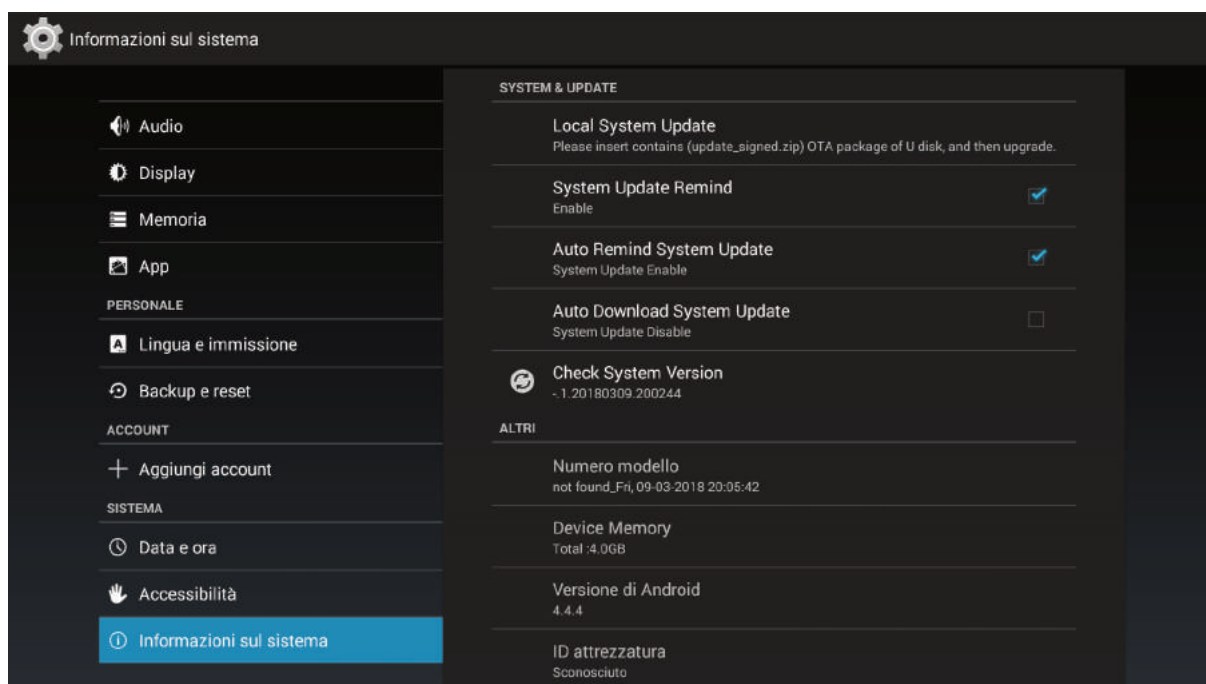 Informazioni sul sistema
Audio
Display
Memoria
App
PERSONALE
Lingua e immissione
Backup e reset
ACCOUNT
Aggiungi account
SISTEMA
Data e ora
Accessibilità
Informazioni sul sistema
SYSTEM & UPDATE
Local System Update
Please insert contains (update_signed.zip) OTA package of U disk, and then upgrade.
System Update Remind
Enable
Auto Remind System Update
System Update Enable
Auto Download System Update
System Update Disable
Check System Version
-.1.20180309.200244
ALTRI
Numero modello
not found_Fri, 09-03-2018 20:05:42
Device Memory
Total :4.0GB
Versione di Android
4.4.4
ID attrezzatura
Sconosciuto